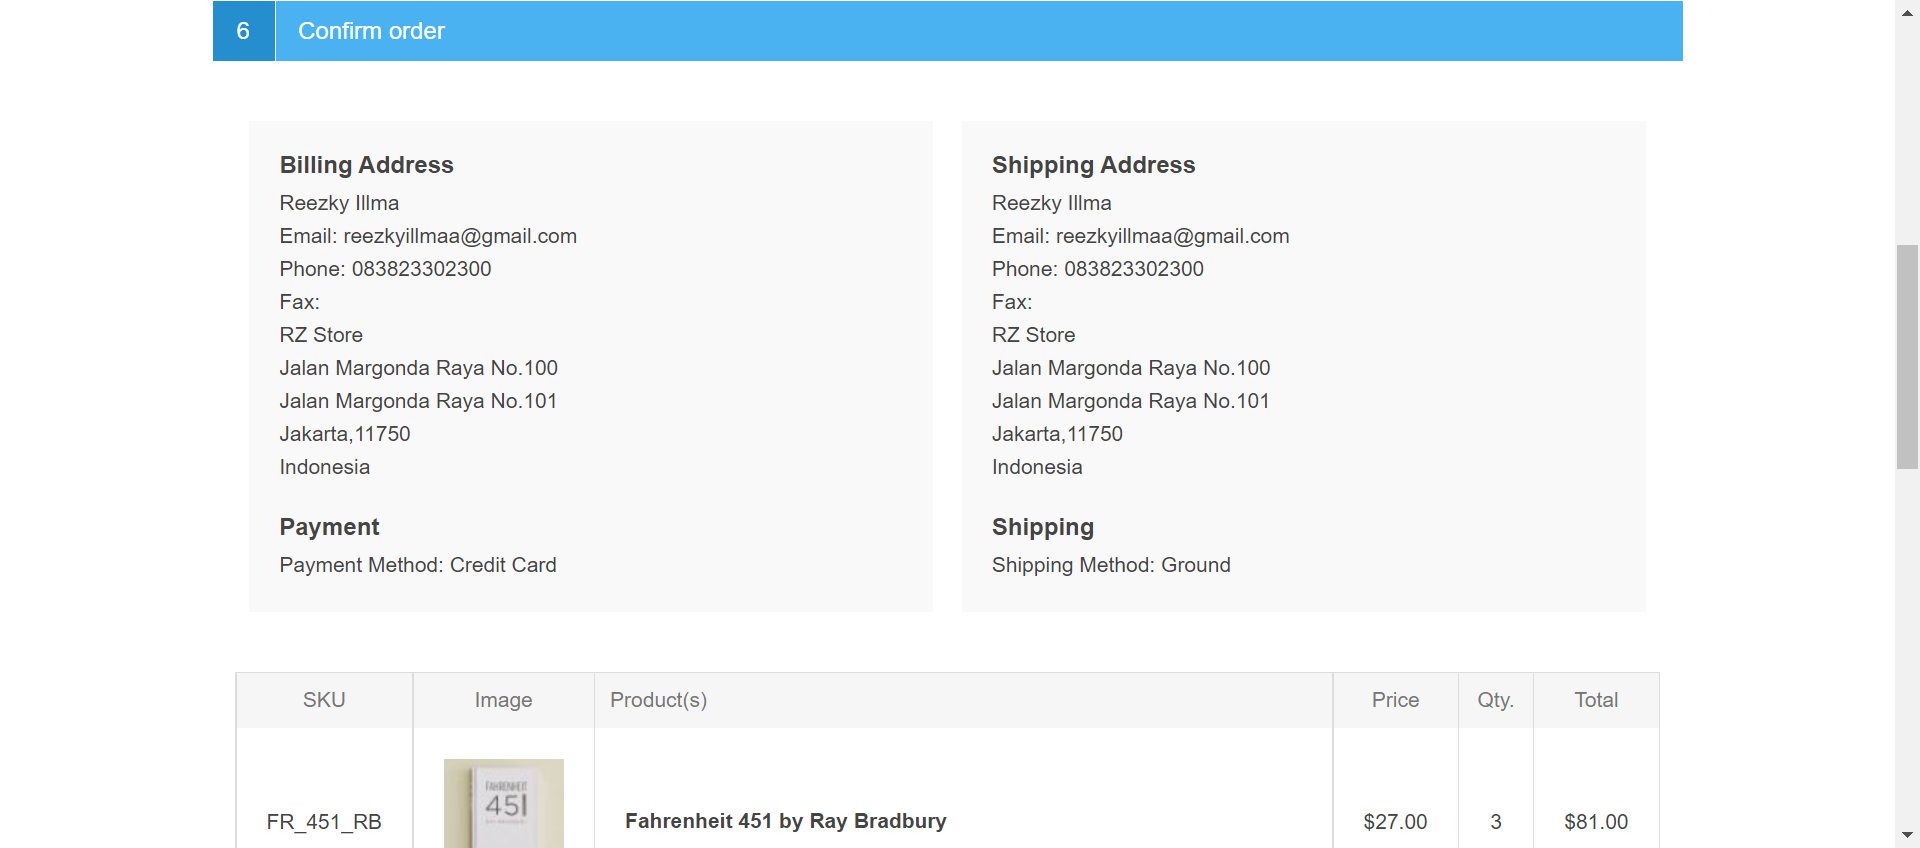 6 Confirm order
Billing Address
Reezky Illma
Email: reezkyillmaa@gmail.com
Phone: 083823302300
Fax:
RZ Store
Jalan Margonda Raya No.100
Jalan Margonda Raya No.101
Jakarta,11750
Indonesia
Payment
Payment Method: Credit Card
Shipping Address
Reezky Illma
Email: reezkyillmaa@gmail.com
Phone: 083823302300
Fax:
RZ Store
Jalan Margonda Raya No.100
Jalan Margonda Raya No.101
Jakarta,11750
Indonesia
Shipping
Shipping Method: Ground
SKU Image Product(s) Price Qty. Total
FAHRENHEIT
451
FR_451_RB Fahrenheit 451 by Ray Bradbury $27.00 3 $81.00